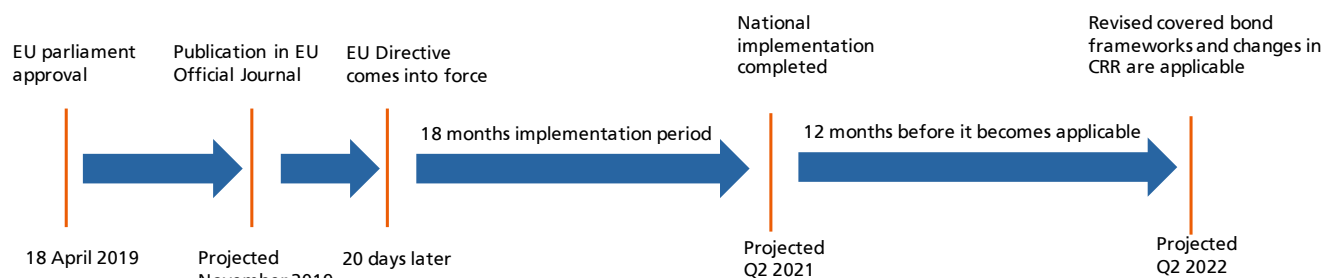 EU parliament
approval
Publication in EU
Official Journal
EU Directive
comes into force
National
implementation
completed
Revised covered bond
frameworks and changes in
CRR are applicable
18 months implementation period
12 months before it becomes applicable
18 April 2019
Projected
November 2019
20 days later
Projected
Q2 2021
Projected
Q2 2022